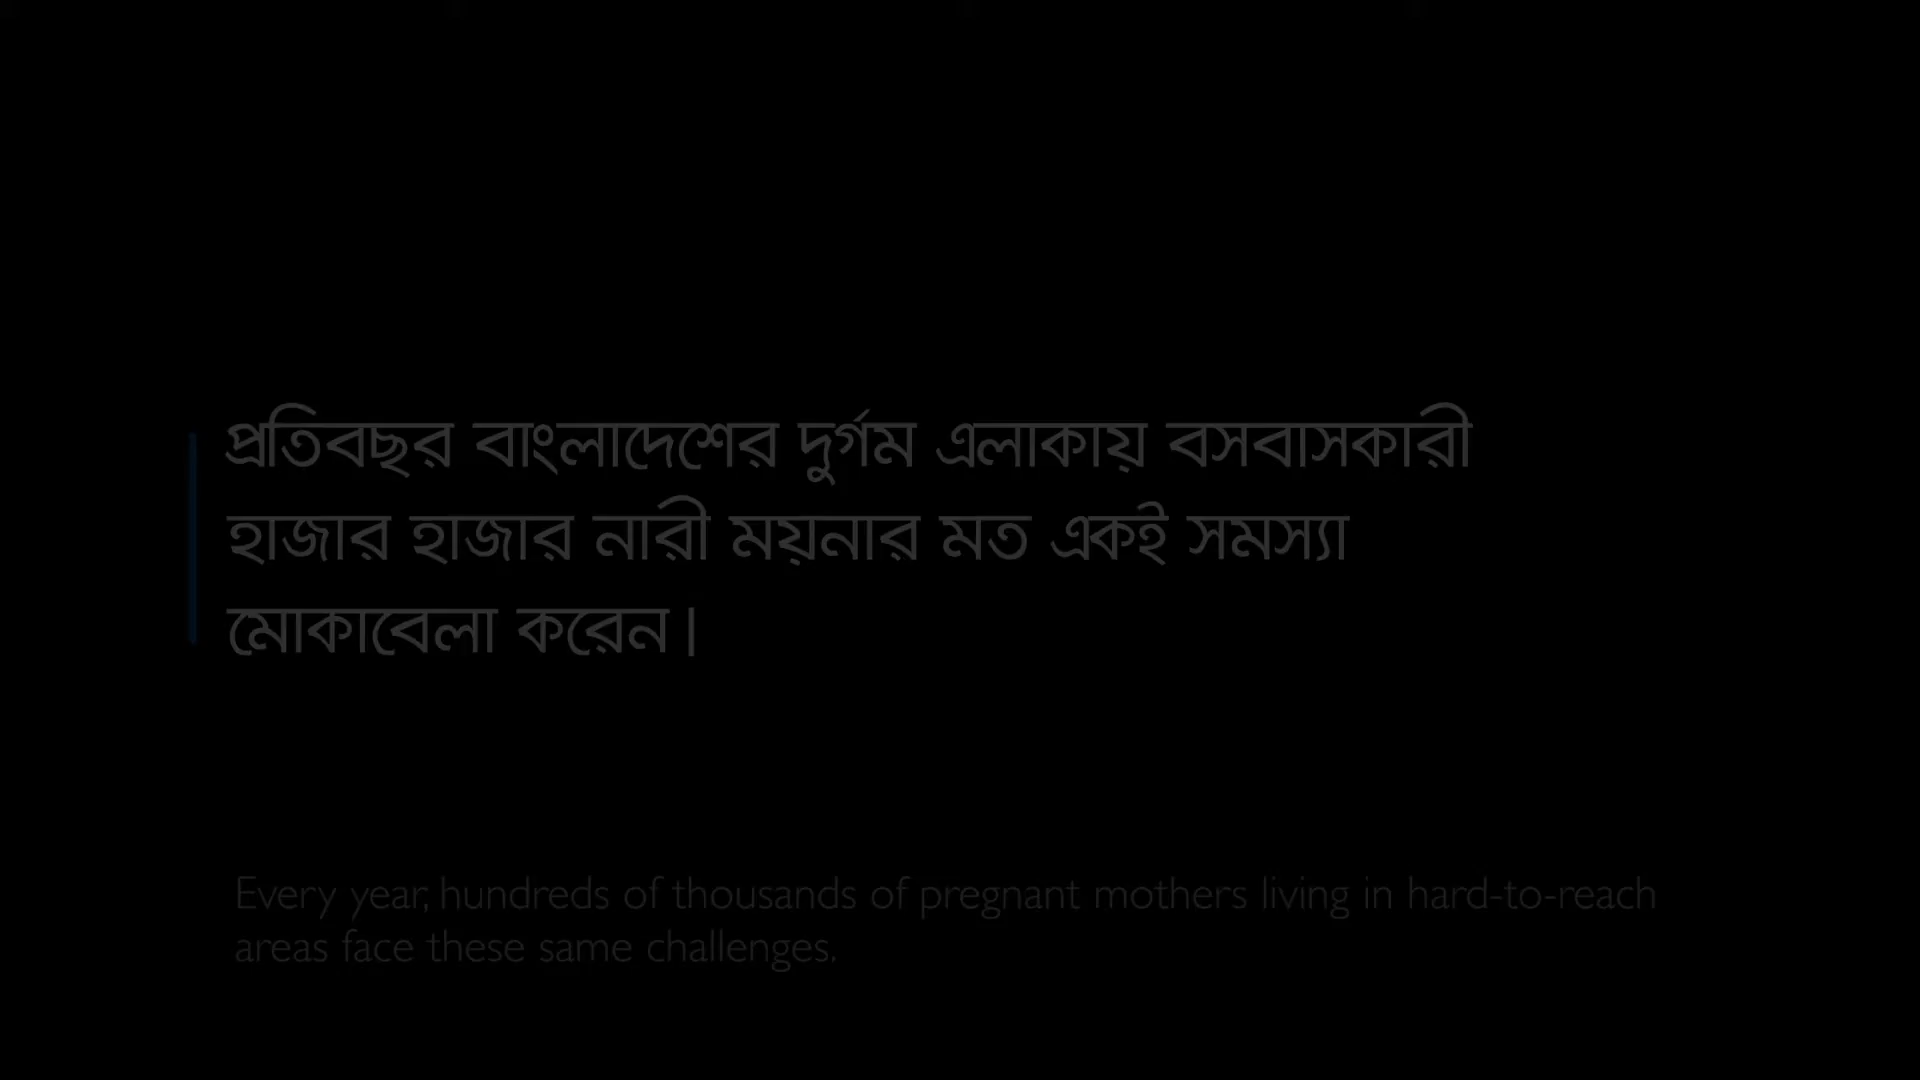 প্রতিবছর বাংলাদেশের দুর্গম এলাকায় বসবাসকারী
হাজার হাজার নারী ময়নার মত একই সমস্যা
মোকাবেলা করেন।
Every year, hundreds of thousands of pregnant mothers living in hard-to-reach
areas face these same challenges.